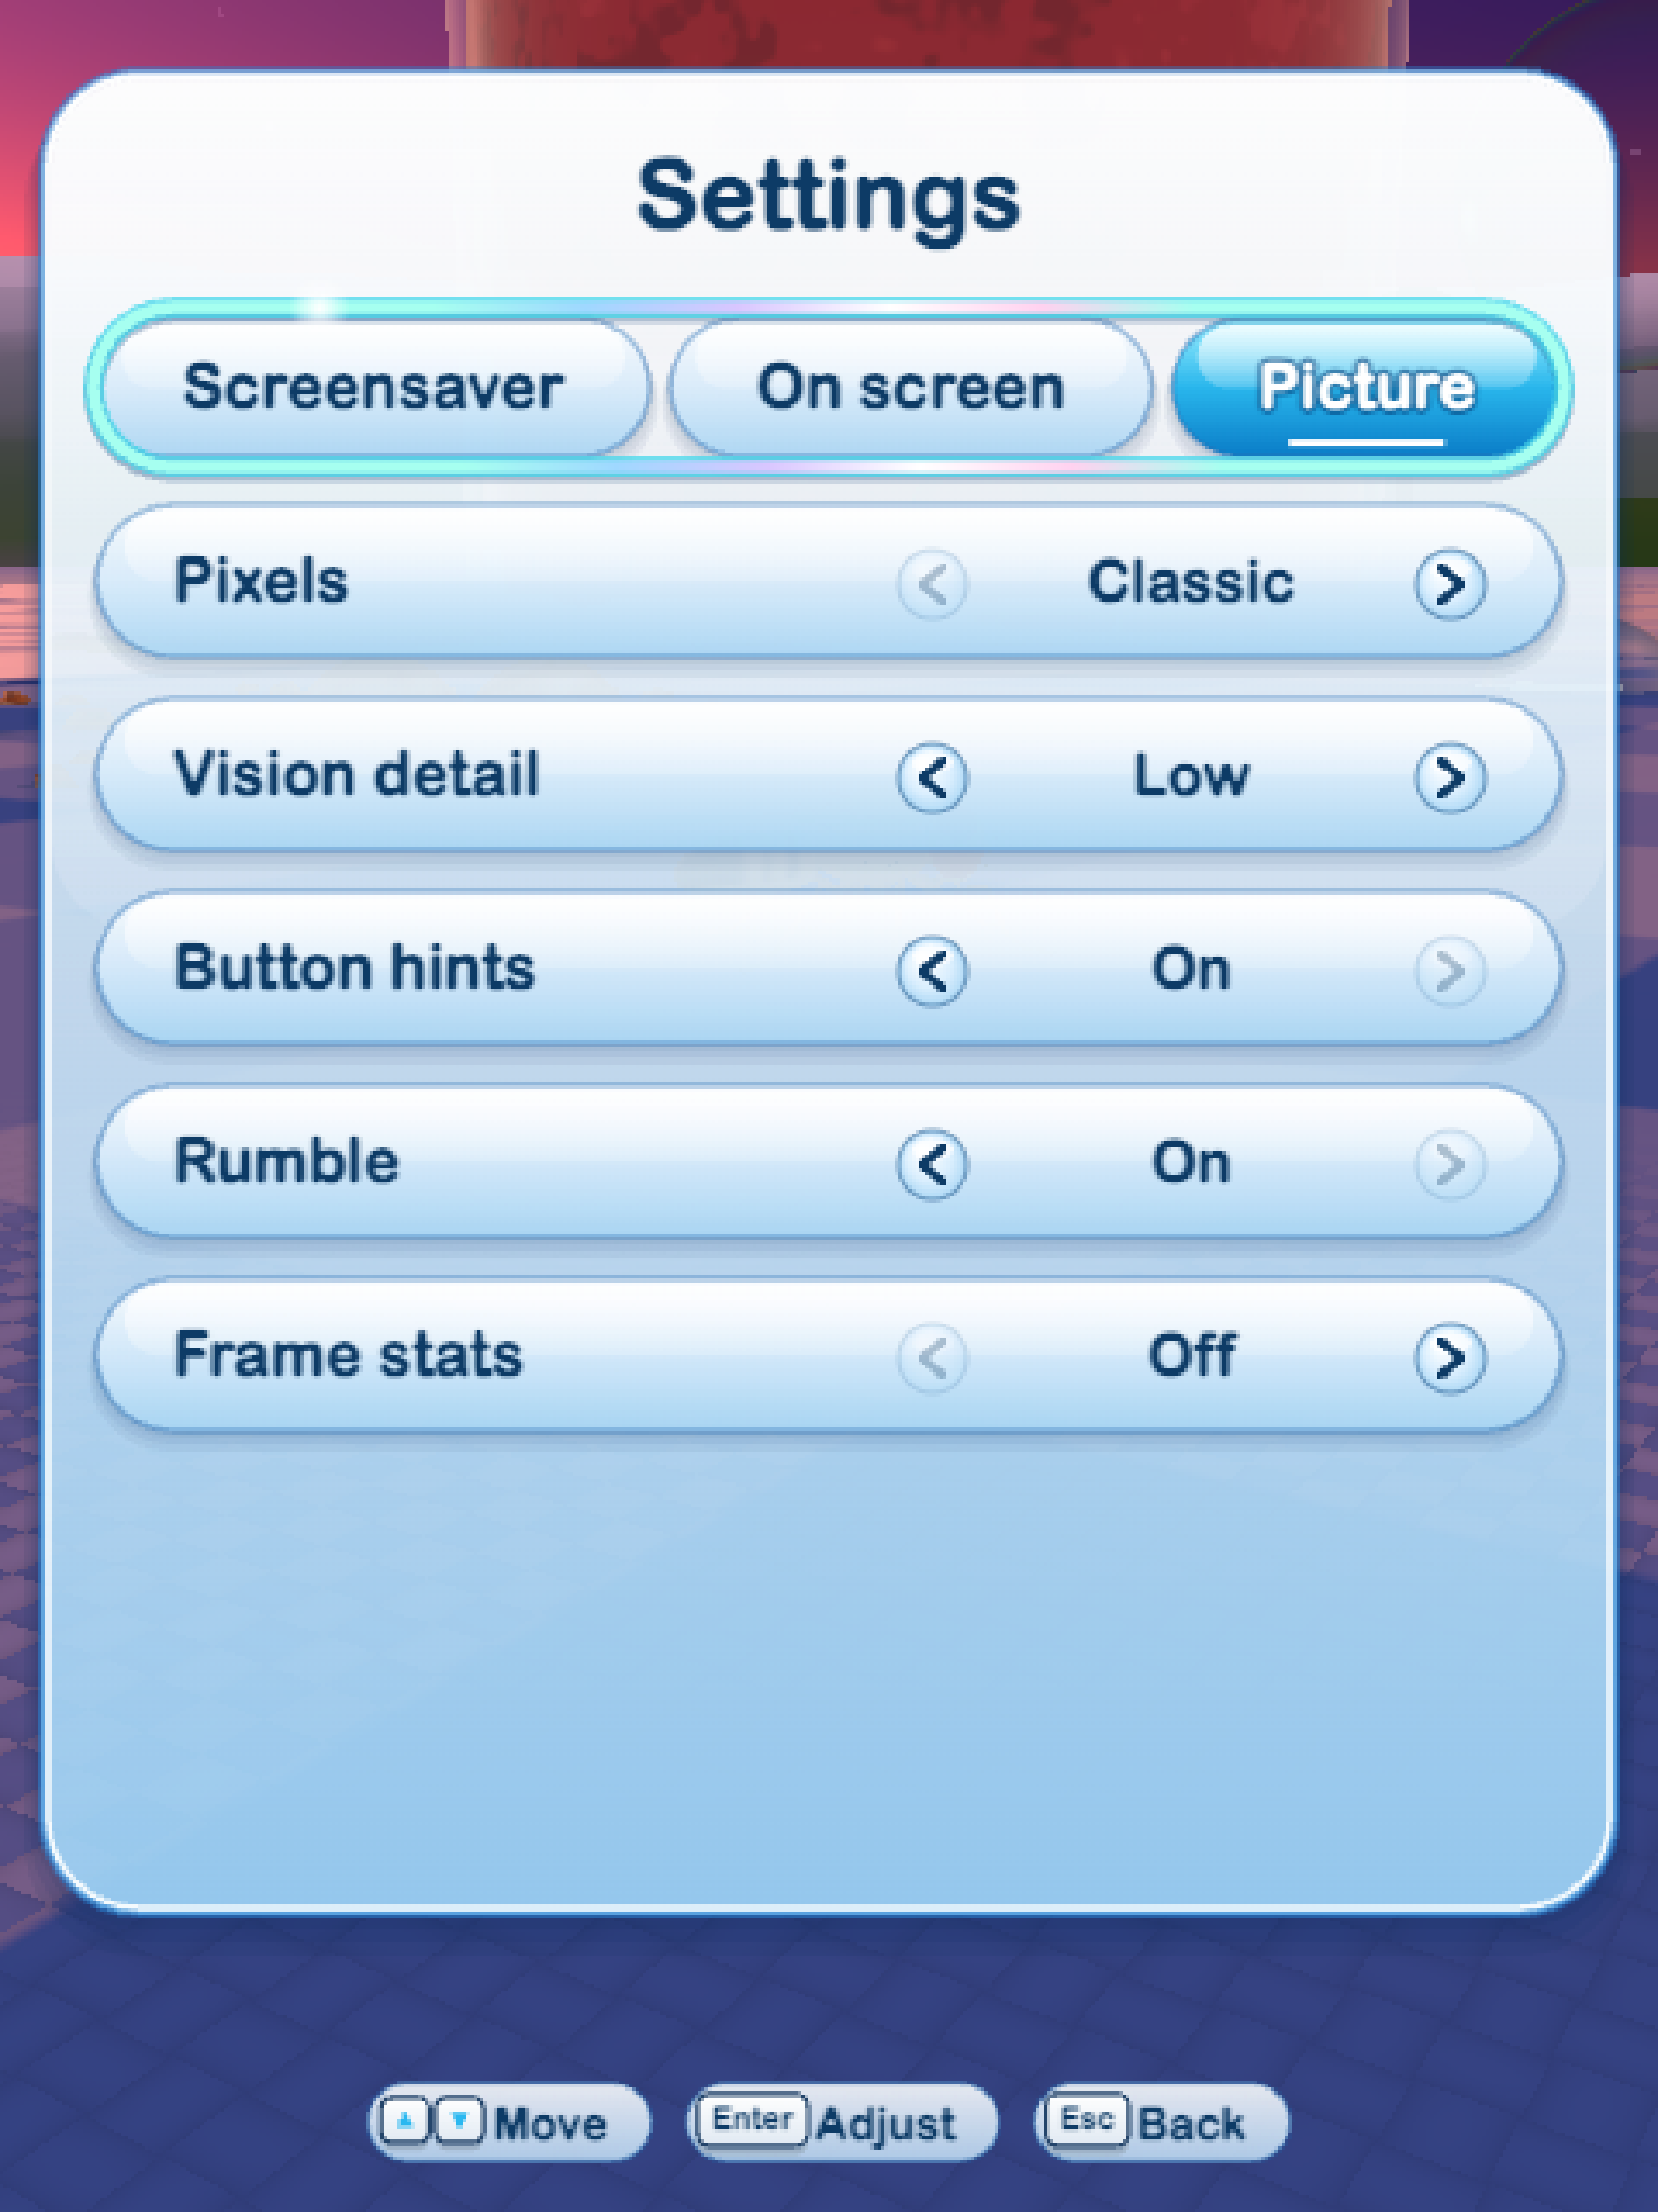 Settings
Screensaver On screen Picture
Pixels < Classic >
Vision detail < Low >
Button hints < On >
Rumble < On >
Frame stats < Off >
▲ ▼ Move Enter Adjust Esc Back